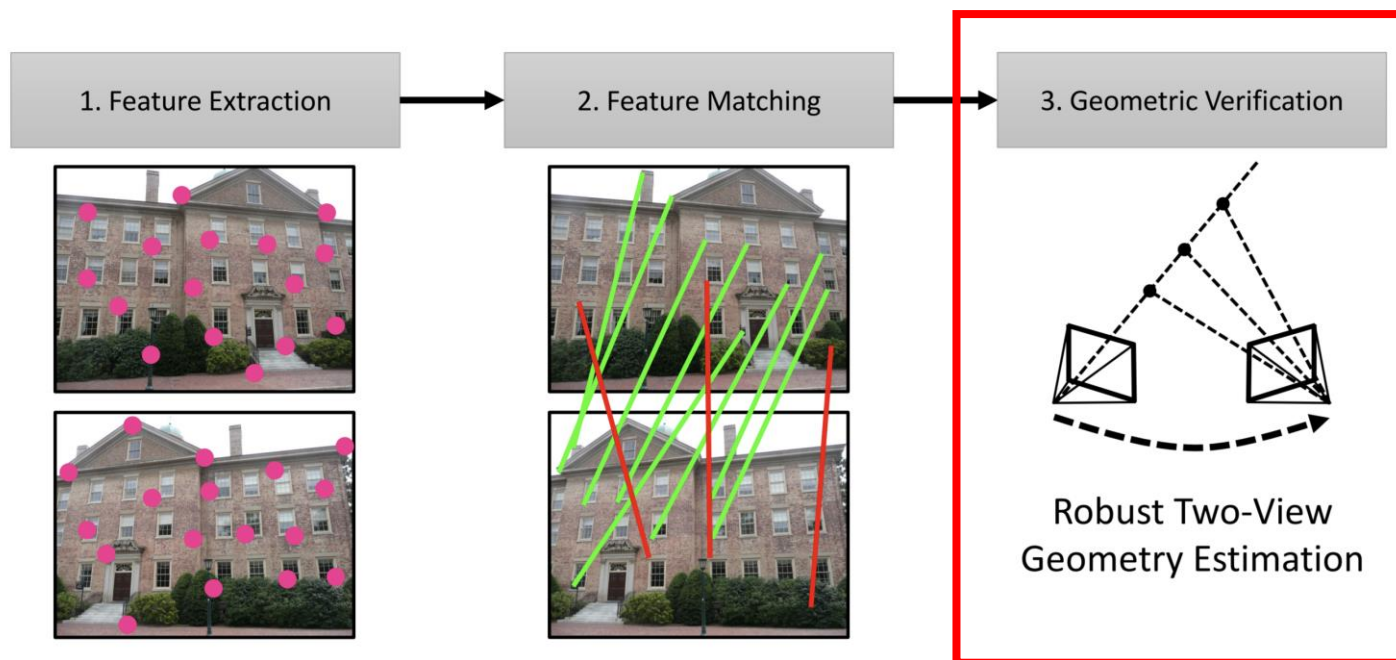 1. Feature Extraction
2. Feature Matching
3. Geometric Verification
Robust Two-View
Geometry Estimation